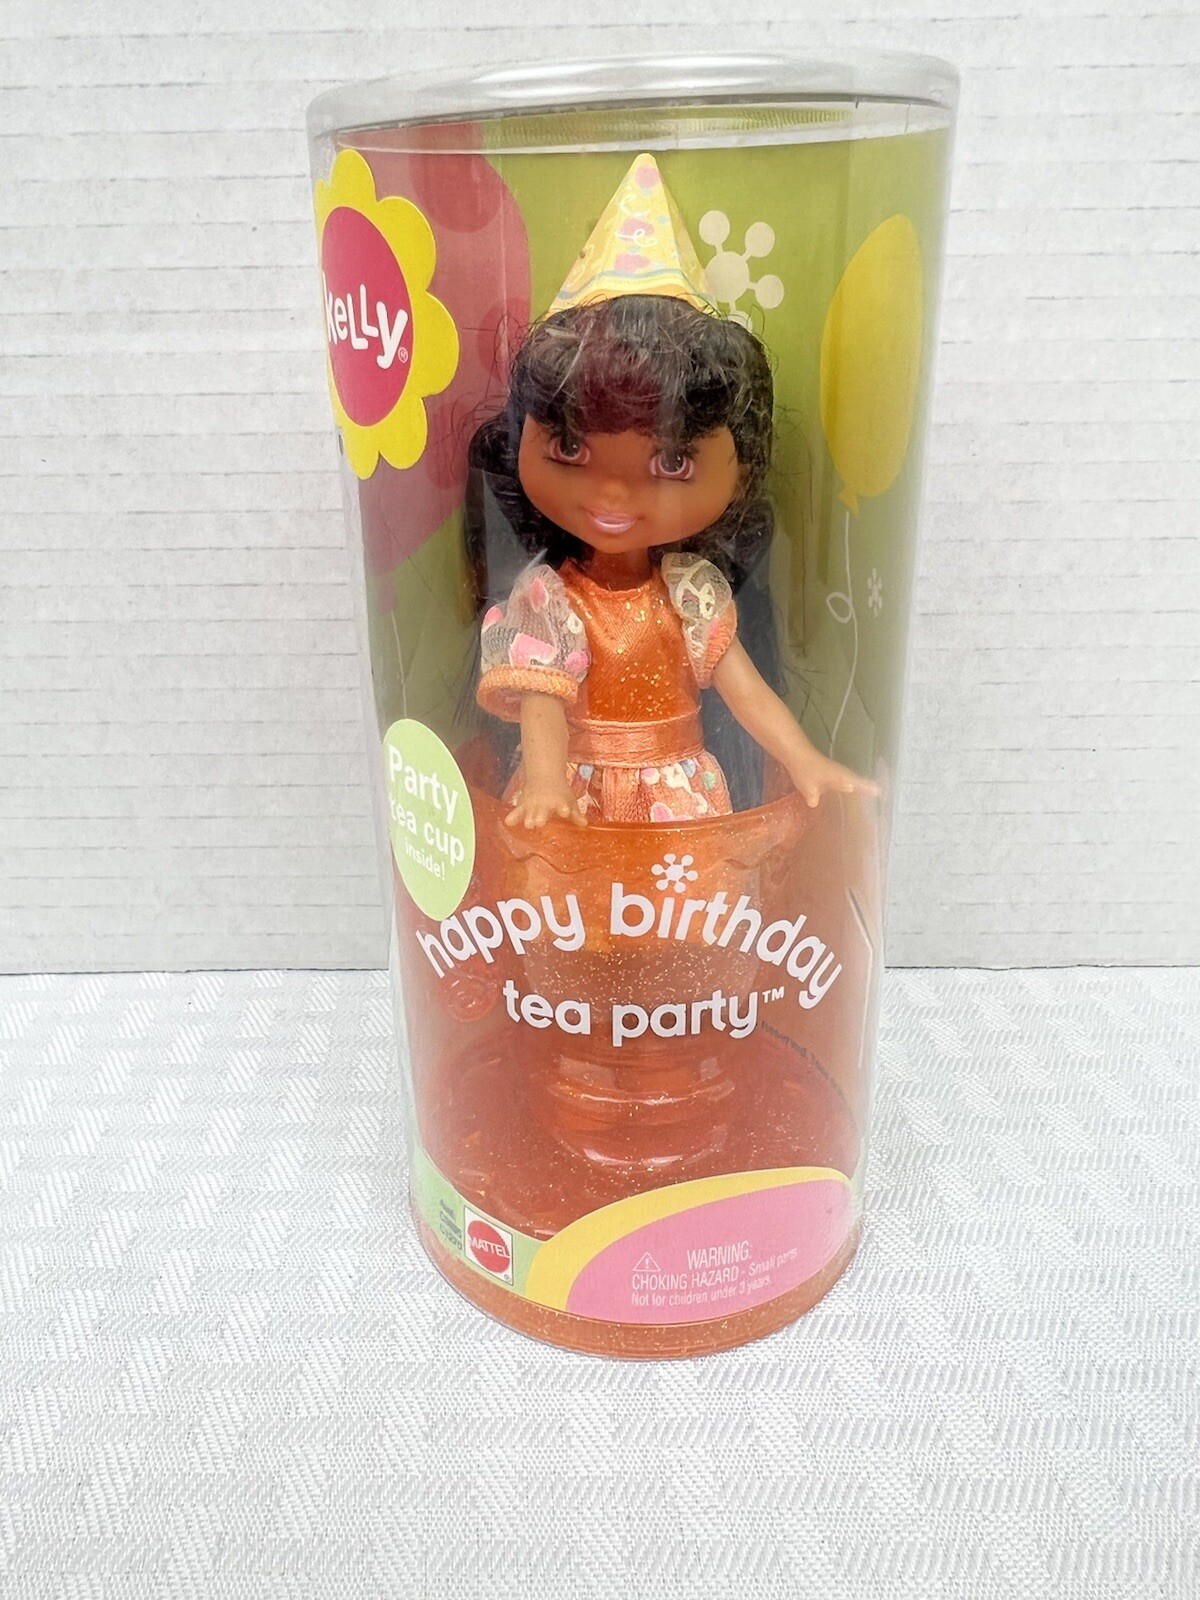 kelly®
Party
tea cup
inside!
happy birthday
tea party™
MATTEL
®
WARNING:
CHOKING HAZARD - Small parts
Not for children under 3 years.